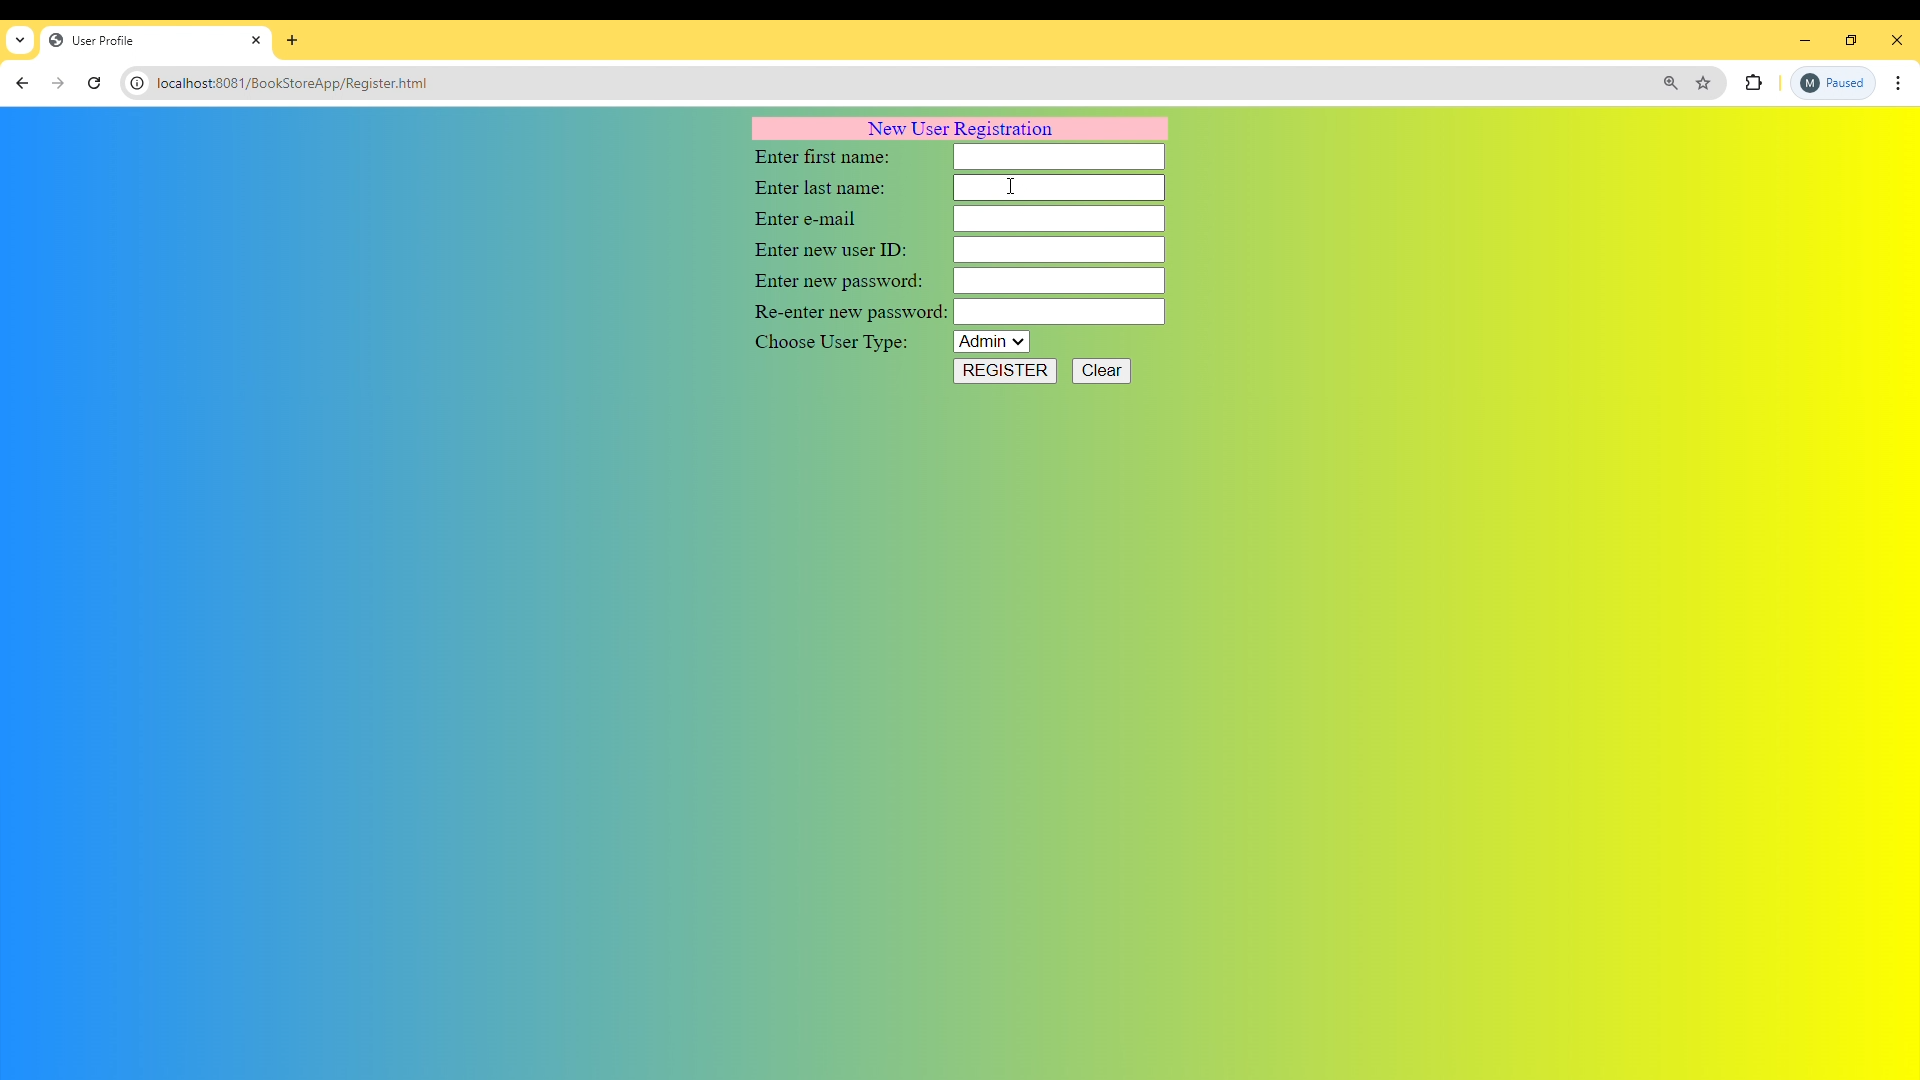 User Profile
localhost:8081/BookStoreApp/Register.html
M Paused
New User Registration
Enter first name:
Enter last name:
Enter e-mail
Enter new user ID:
Enter new password:
Re-enter new password:
Choose User Type: Admin
REGISTER Clear